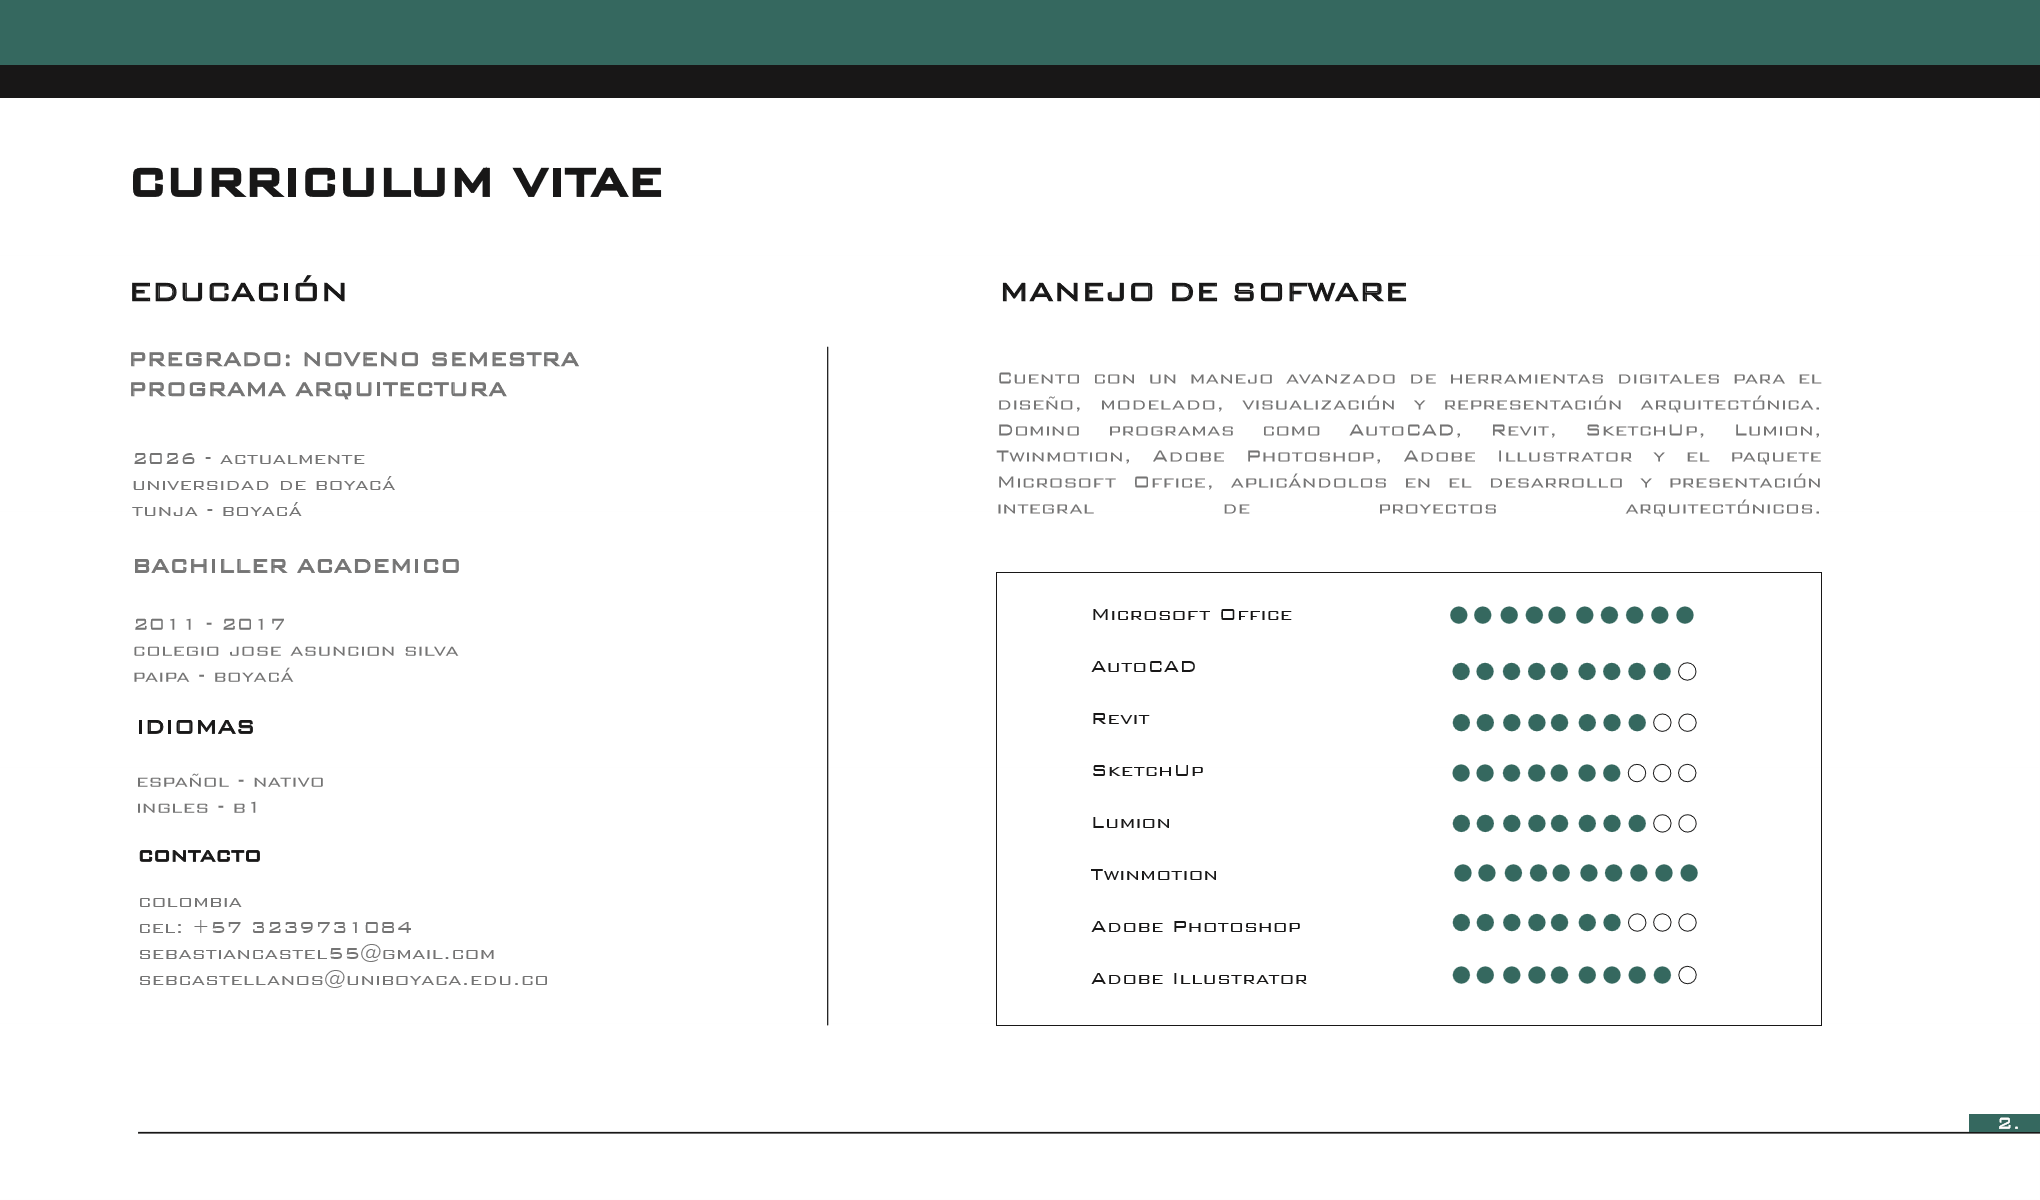 CURRICULUM VITAE
EDUCACIÓN
PREGRADO: NOVENO SEMESTRA
PROGRAMA ARQUITECTURA
2026 - ACTUALMENTE
UNIVERSIDAD DE BOYACÁ
TUNJA - BOYACÁ
BACHILLER ACADEMICO
2011 - 2017
COLEGIO JOSE ASUNCION SILVA
PAIPA - BOYACÁ
IDIOMAS
ESPAÑOL - NATIVO
INGLES - B1
CONTACTO
COLOMBIA
CEL: +57 3239731084
SEBASTIANCASTEL55@GMAIL.COM
SEBCASTELLANOS@UNIBOYACA.EDU.CO
MANEJO DE SOFWARE
Cuento con un manejo avanzado de herramientas digitales para el
diseño, modelado, visualización y representación arquitectónica.
Domino programas como AutoCAD, Revit, SketchUp, Lumion,
Twinmotion, Adobe Photoshop, Adobe Illustrator y el paquete
Microsoft Office, aplicándolos en el desarrollo y presentación
integral de proyectos arquitectónicos.
Microsoft Office
AutoCAD
Revit
SketchUp
Lumion
Twinmotion
Adobe Photoshop
Adobe Illustrator
2.